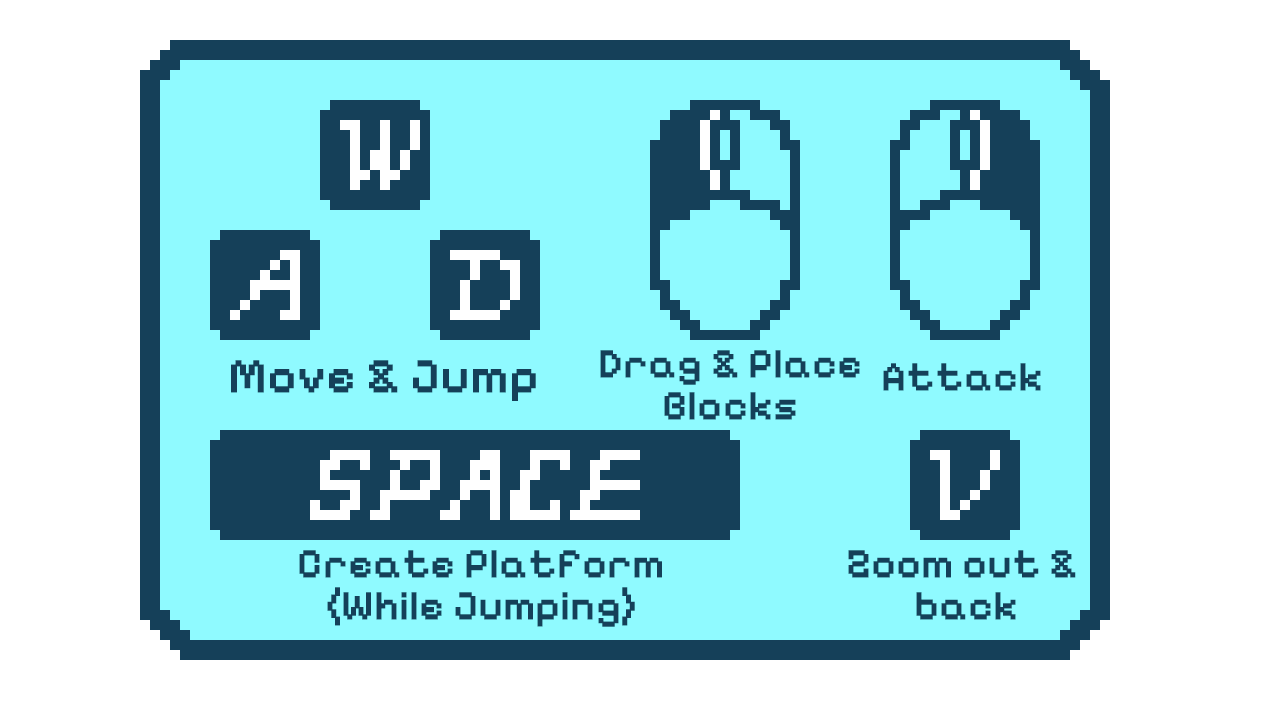 W
A
D
Move & Jump
Drag & Place
Blocks
Attack
SPACE
Create Platform
(While Jumping)
V
Zoom out &
back